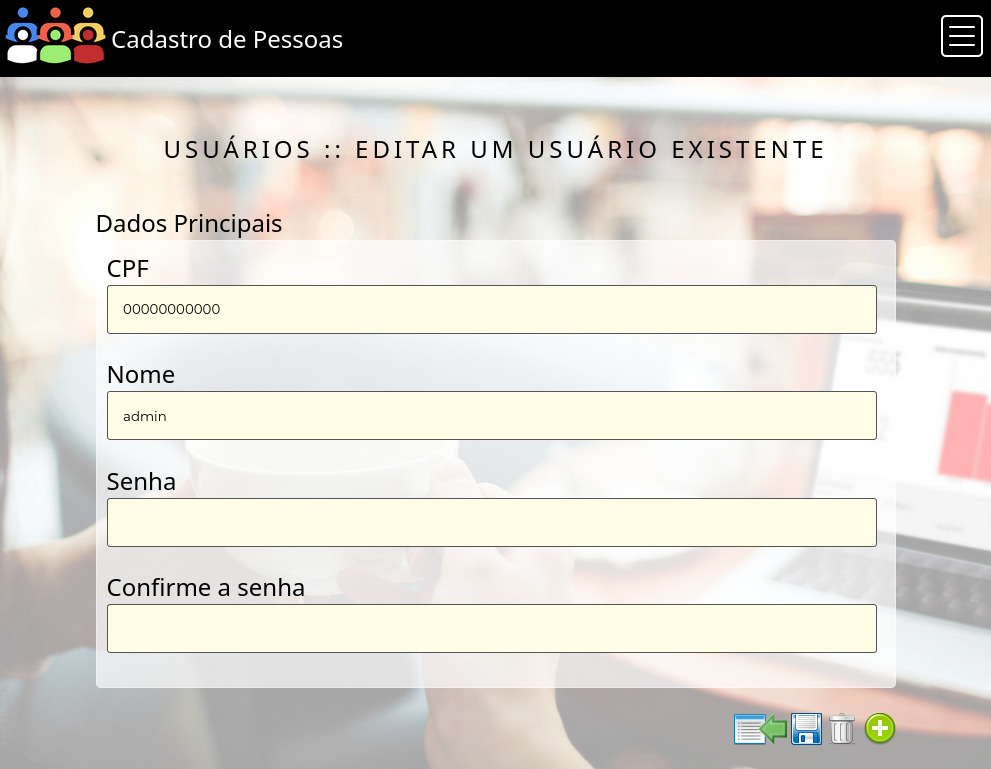 Cadastro de Pessoas
USUÁRIOS :: EDITAR UM USUÁRIO EXISTENTE
Dados Principais
CPF
00000000000
Nome
admin
Senha
Confirme a senha